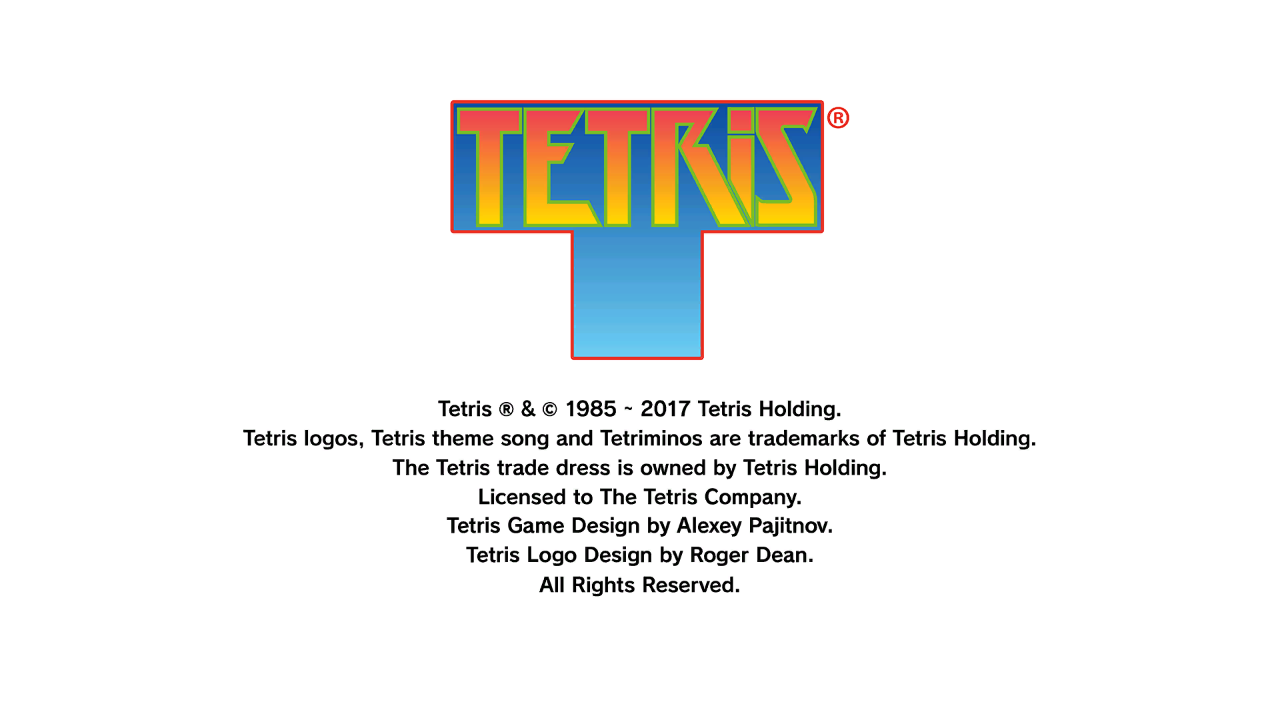 TETRiS®
Tetris ® & © 1985 ~ 2017 Tetris Holding.
Tetris logos, Tetris theme song and Tetriminos are trademarks of Tetris Holding.
The Tetris trade dress is owned by Tetris Holding.
Licensed to The Tetris Company.
Tetris Game Design by Alexey Pajitnov.
Tetris Logo Design by Roger Dean.
All Rights Reserved.